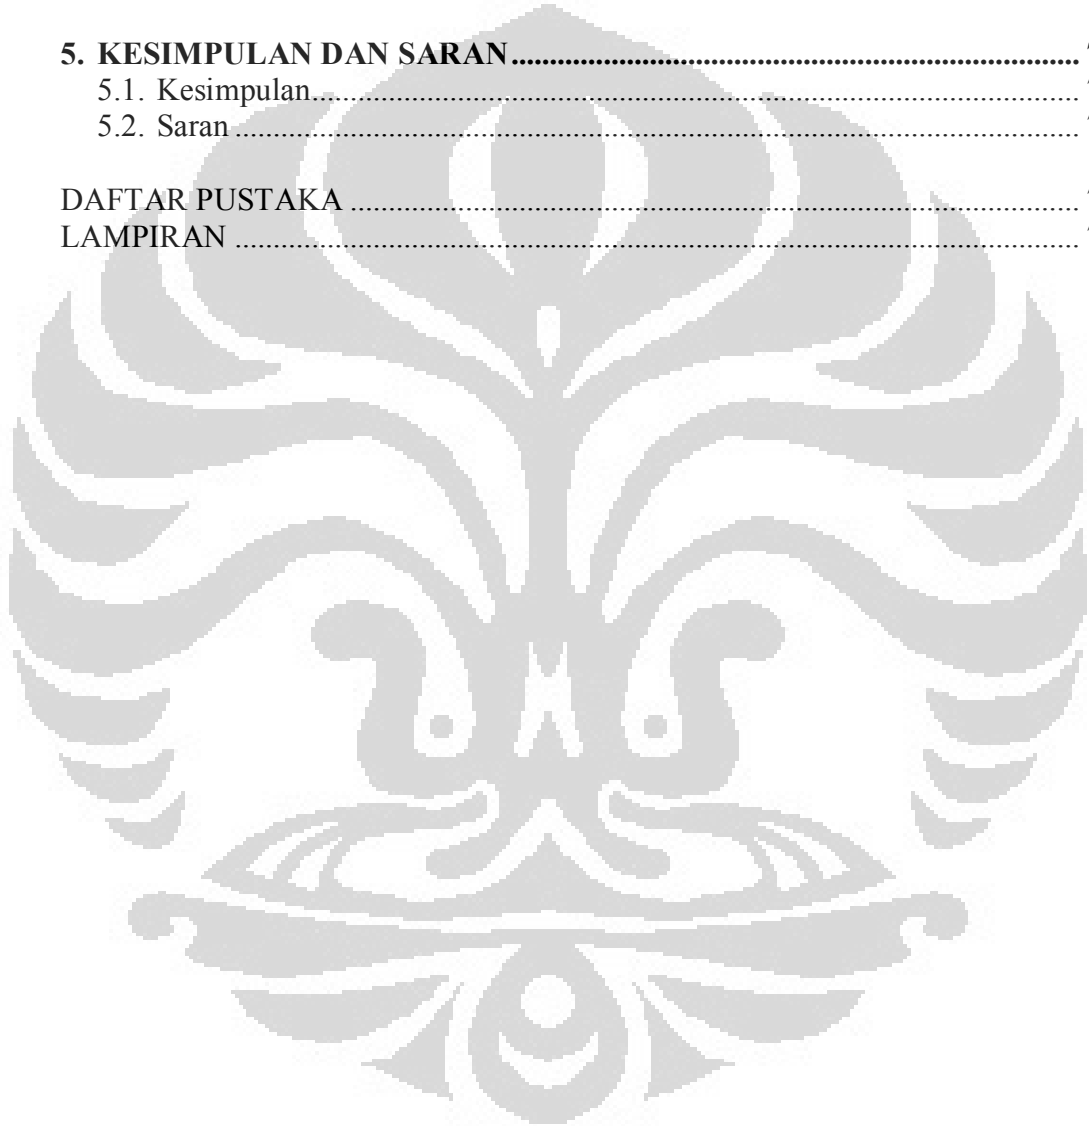 5. KESIMPULAN DAN SARAN..........................................................................
5.1. Kesimpulan....................................................................................................
5.2. Saran...............................................................................................................
DAFTAR PUSTAKA ...............................................................................................
LAMPIRAN ..............................................................................................................